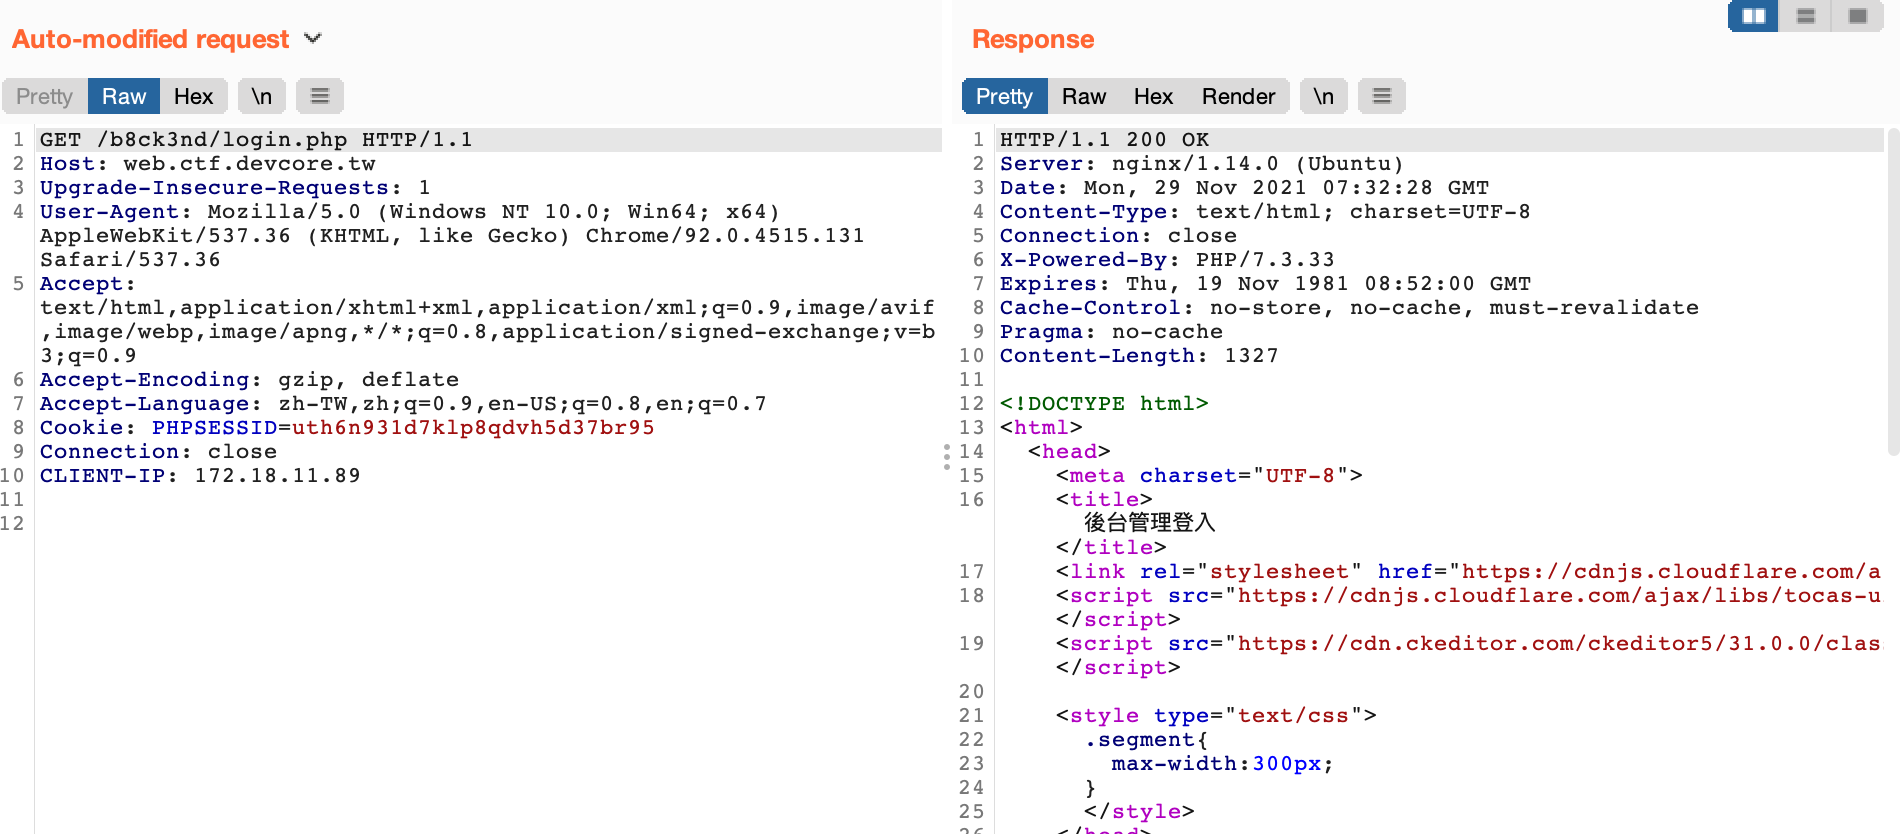 Auto-modified request
Pretty Raw Hex \n
1 GET /b8ck3nd/login.php HTTP/1.1
2 Host: web.ctf.devcore.tw
3 Upgrade-Insecure-Requests: 1
4 User-Agent: Mozilla/5.0 (Windows NT 10.0; Win64; x64)
AppleWebKit/537.36 (KHTML, like Gecko) Chrome/92.0.4515.131
Safari/537.36
5 Accept:
text/html,application/xhtml+xml,application/xml;q=0.9,image/avif
,image/webp,image/apng,*/*;q=0.8,application/signed-exchange;v=b
3;q=0.9
6 Accept-Encoding: gzip, deflate
7 Accept-Language: zh-TW,zh;q=0.9,en-US;q=0.8,en;q=0.7
8 Cookie: PHPSESSID=uth6n931d7klp8qdvh5d37br95
9 Connection: close
10 CLIENT-IP: 172.18.11.89
11
12
Response
Pretty Raw Hex Render \n
1 HTTP/1.1 200 OK
2 Server: nginx/1.14.0 (Ubuntu)
3 Date: Mon, 29 Nov 2021 07:32:28 GMT
4 Content-Type: text/html; charset=UTF-8
5 Connection: close
6 X-Powered-By: PHP/7.3.33
7 Expires: Thu, 19 Nov 1981 08:52:00 GMT
8 Cache-Control: no-store, no-cache, must-revalidate
9 Pragma: no-cache
10 Content-Length: 1327
11
12 <!DOCTYPE html>
13 <html>
14 <head>
15 <meta charset="UTF-8">
16 <title>
後台管理登入
</title>
17 <link rel="stylesheet" href="https://cdnjs.cloudflare.com/a
18 <script src="https://cdnjs.cloudflare.com/ajax/libs/tocas-u
</script>
19 <script src="https://cdn.ckeditor.com/ckeditor5/31.0.0/clas
</script>
20
21 <style type="text/css">
22 .segment{
23 max-width:300px;
24 }
25 </style>
26 </head>